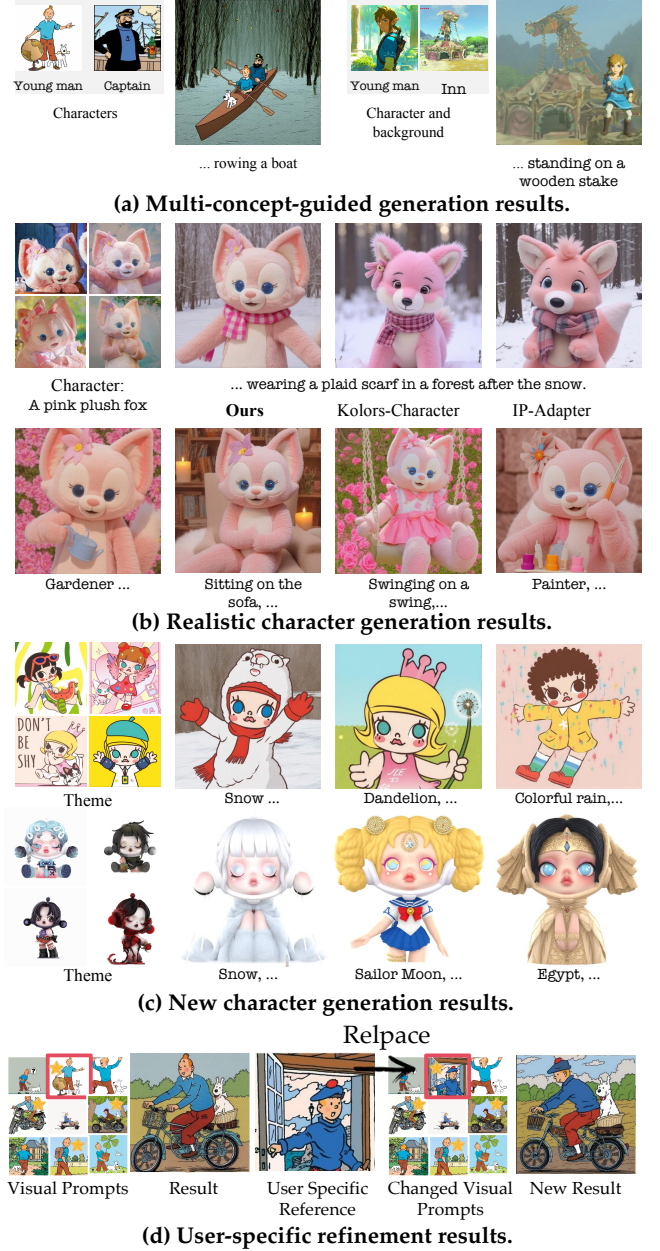 Young man
Captain
Characters
... rowing a boat
Young man
Inn
Character and
background
... standing on a
wooden stake
(a) Multi-concept-guided generation results.
Character:
A pink plush fox
... wearing a plaid scarf in a forest after the snow.
Ours
Kolors-Character
IP-Adapter
Gardener ...
Sitting on the
sofa, ...
Swinging on a
swing,...
Painter, ...
(b) Realistic character generation results.
DON'T
BE
SHY
Theme
Snow ...
Dandelion, ...
Colorful rain,...
Theme
Snow, ...
Sailor Moon, ...
Egypt, ...
(c) New character generation results.
Relpace
Visual Prompts
Result
User Specific
Reference
Changed Visual
Prompts
New Result
(d) User-specific refinement results.